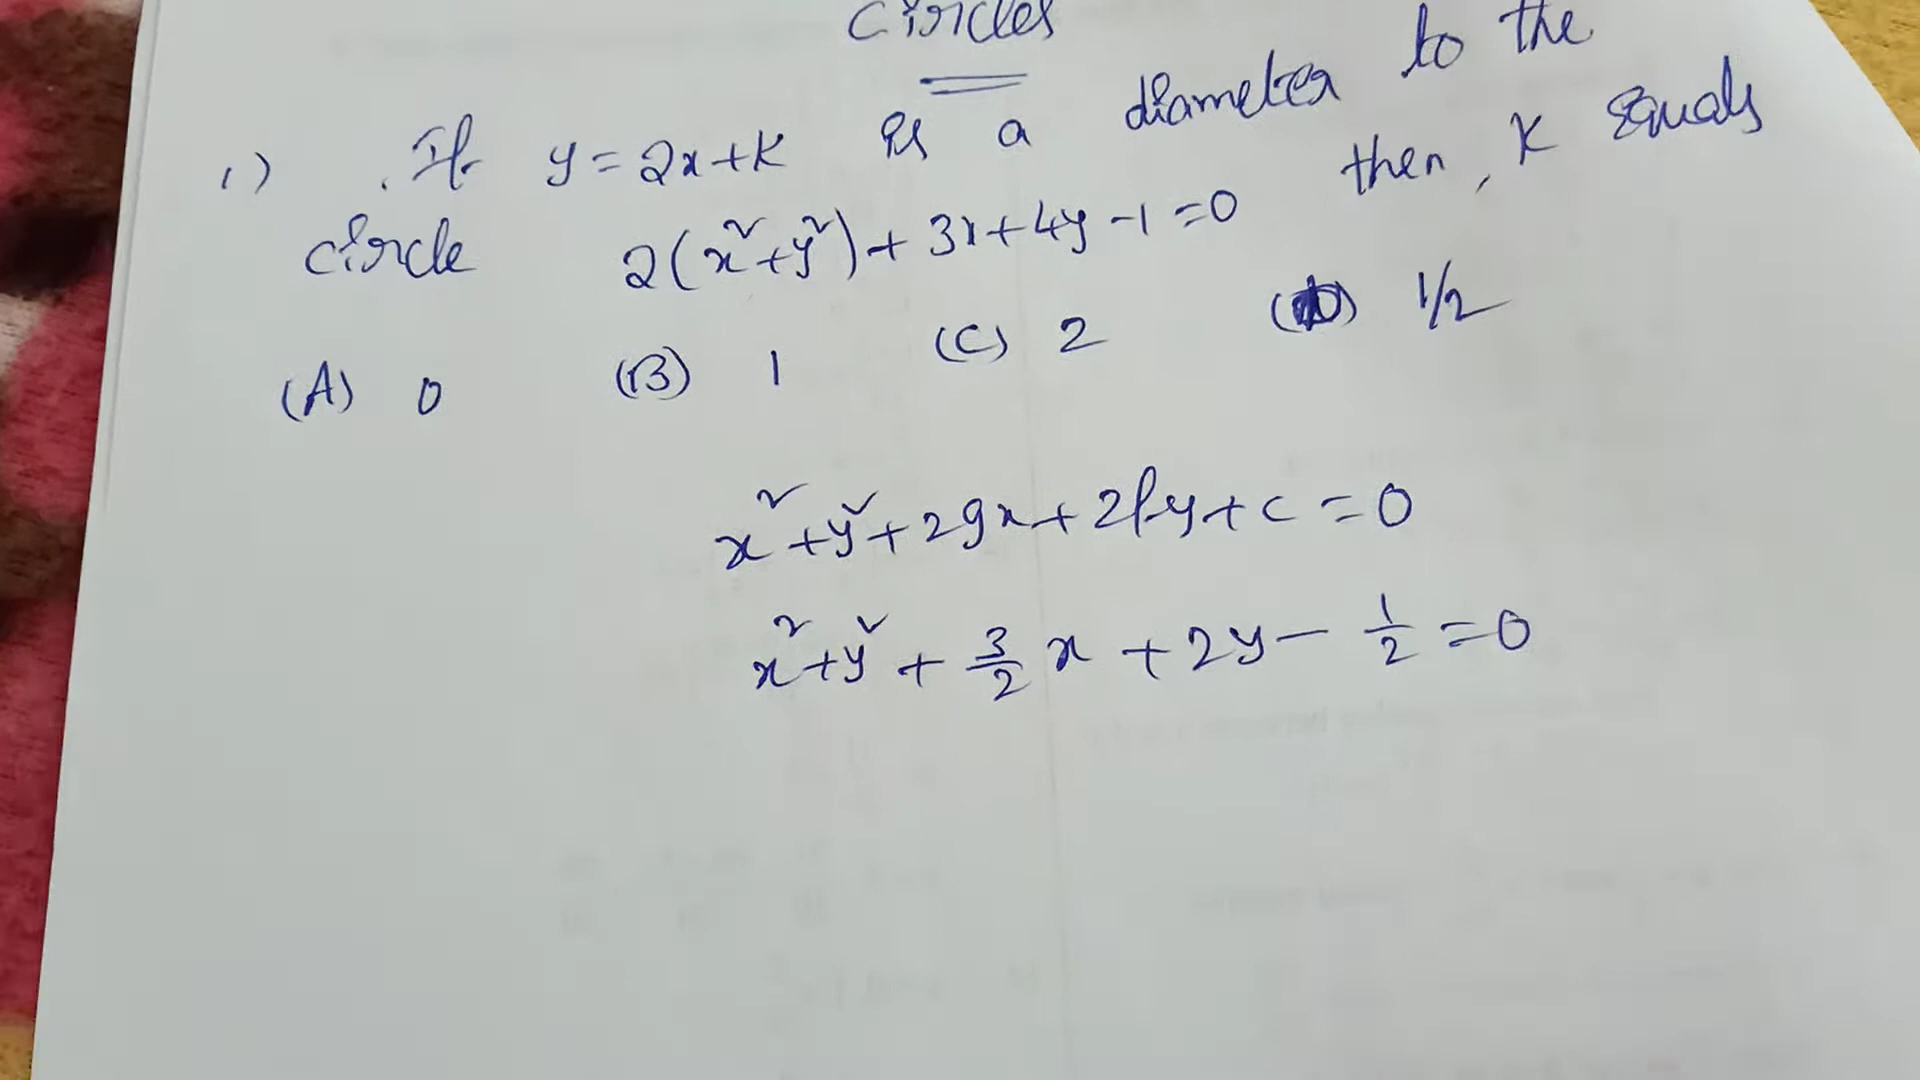 Circles
1) . If y = 2x + k is a diameter to the
circle 2(x² + y²) + 3x + 4y - 1 = 0 then, K equals
(A) 0 (B) 1 (C) 2 (D) 1/2
x² + y² + 2gx + 2fy + c = 0
x² + y² + 3/2 x + 2y - 1/2 = 0